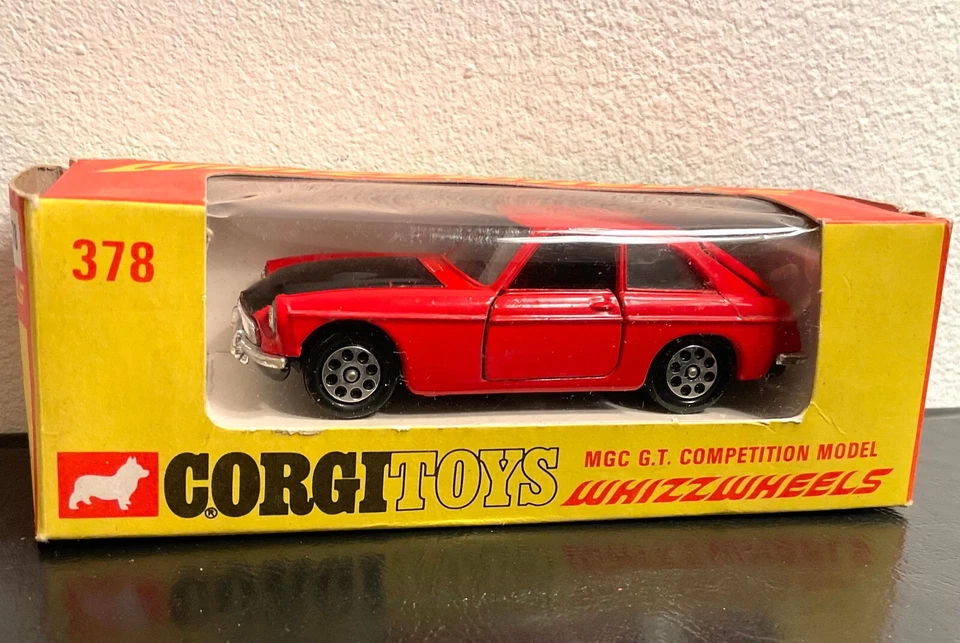 378
CORGI TOYS
®
MGC G.T. COMPETITION MODEL
WHIZZWHEELS